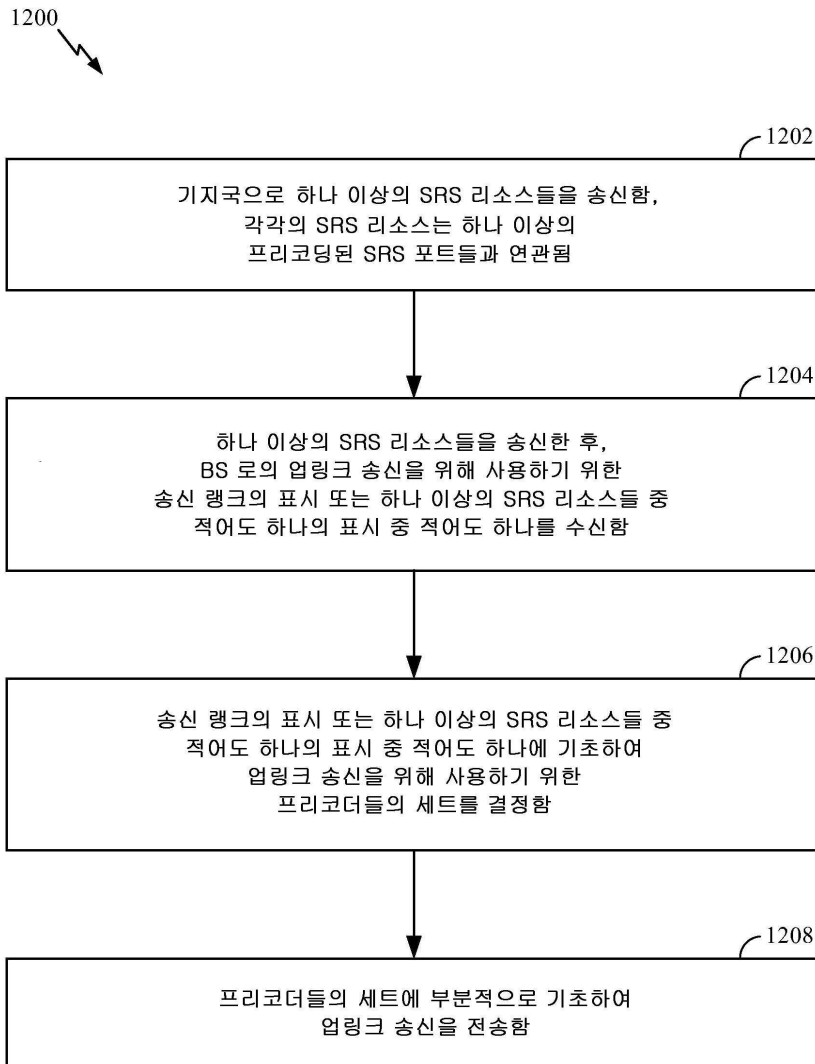 1200
1202
기지국으로 하나 이상의 SRS 리소스들을 송신함,
각각의 SRS 리소스는 하나 이상의
프리코딩된 SRS 포트들과 연관됨
1204
하나 이상의 SRS 리소스들을 송신한 후,
BS 로의 업링크 송신을 위해 사용하기 위한
송신 랭크의 표시 또는 하나 이상의 SRS 리소스들 중
적어도 하나의 표시 중 적어도 하나를 수신함
1206
송신 랭크의 표시 또는 하나 이상의 SRS 리소스들 중
적어도 하나의 표시 중 적어도 하나에 기초하여
업링크 송신을 위해 사용하기 위한
프리코더들의 세트를 결정함
1208
프리코더들의 세트에 부분적으로 기초하여
업링크 송신을 전송함